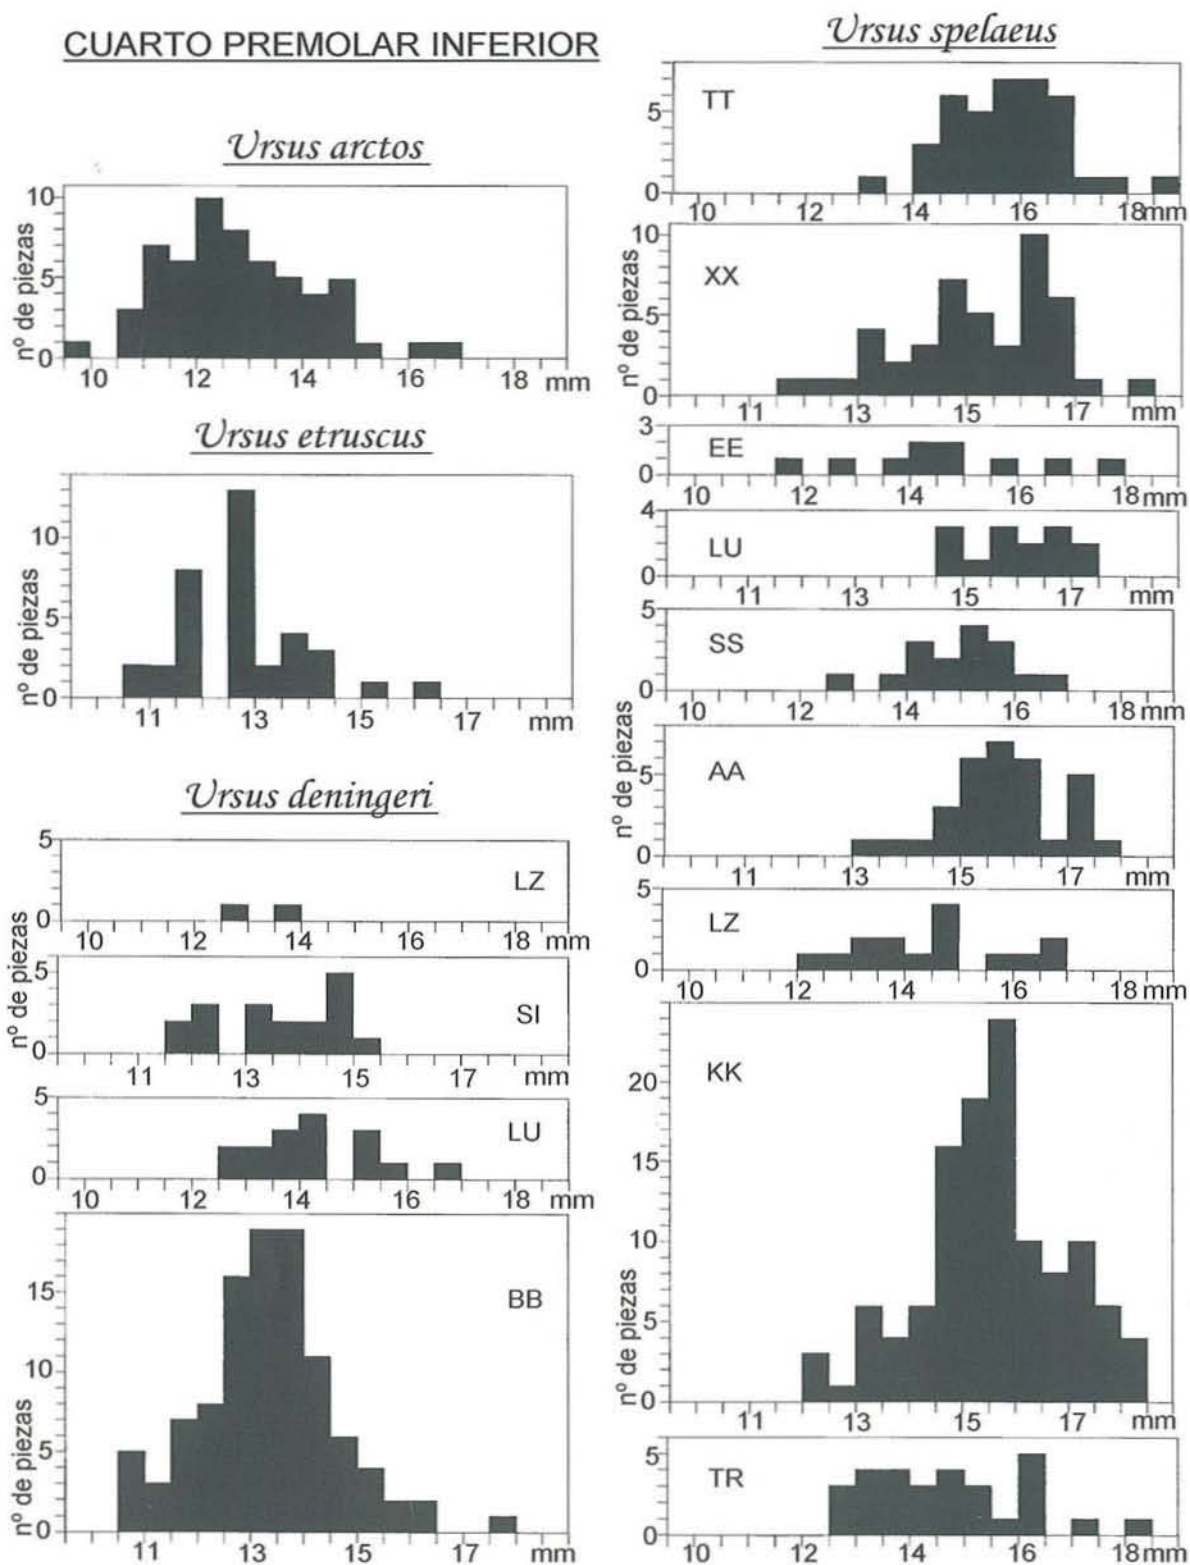 CUARTO PREMOLAR INFERIOR
Ursus arctos
nº de piezas
10
5
0
10 12 14 16 18 mm
Ursus etruscus
nº de piezas
10
5
0
11 13 15 17 mm
Ursus deningeri
nº de piezas
5
LZ
0
10 12 14 16 18 mm
5
SI
0
11 13 15 17 mm
5
LU
0
10 12 14 16 18 mm
nº de piezas
15
BB
10
5
0
11 13 15 17 mm
Ursus spelaeus
TT
5
0
10 12 14 16 18mm
nº de piezas
10
XX
5
0
11 13 15 17 mm
3
EE
0
10 12 14 16 18mm
4
LU
0
11 13 15 17 mm
5
SS
0
10 12 14 16 18mm
nº de piezas
AA
5
0
11 13 15 17 mm
5
LZ
0
10 12 14 16 18mm
nº de piezas
KK
20
15
10
5
0
11 13 15 17 mm
5
TR
0
10 12 14 16 18 mm